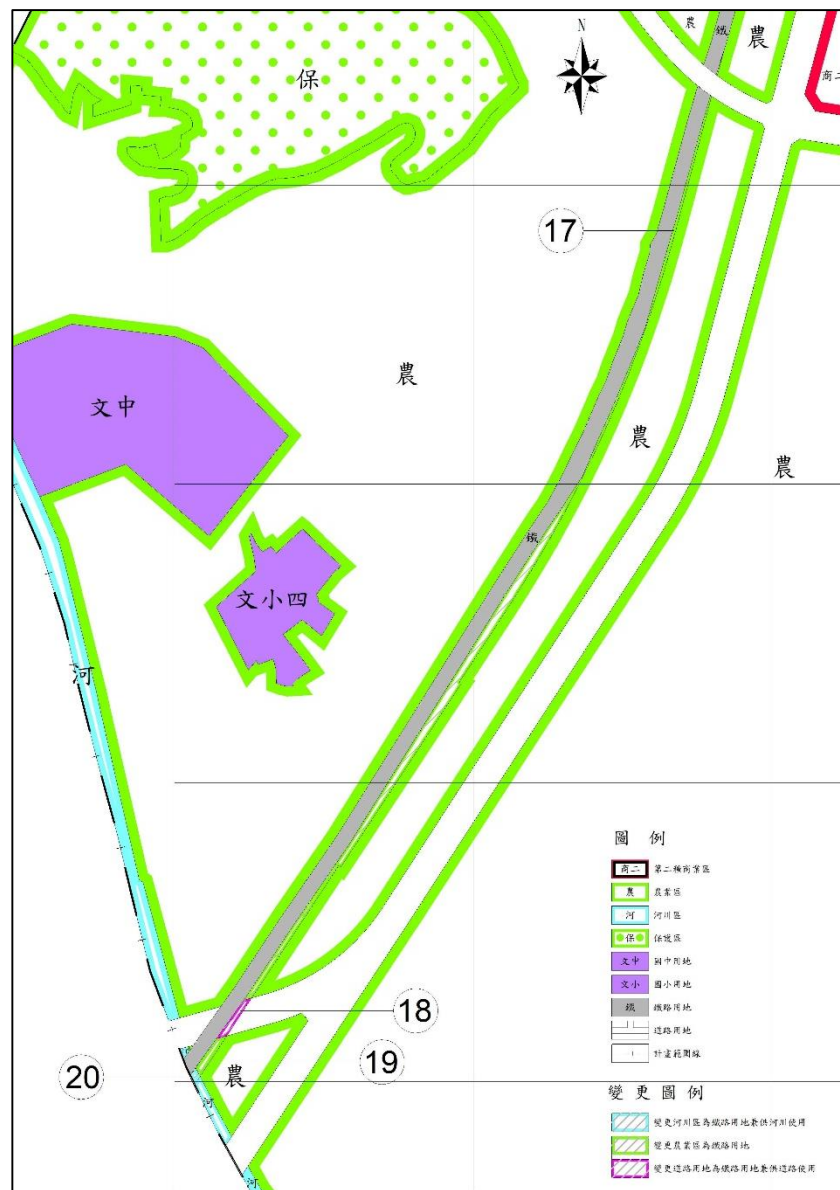 農
鐵
農
商二
N
保
17
農
文中
農
農
鐵
文小四
河
18
農
19
20
河
河
圖例
商二 第二種商業區
農 農業區
河 河川區
保 保護區
文中 國中用地
文小 國小用地
鐵 鐵路用地
道路用地
計畫範圍線
變更圖例
變更河川區為鐵路用地兼供河川使用
變更農業區為鐵路用地
變更道路用地為鐵路用地兼供道路使用